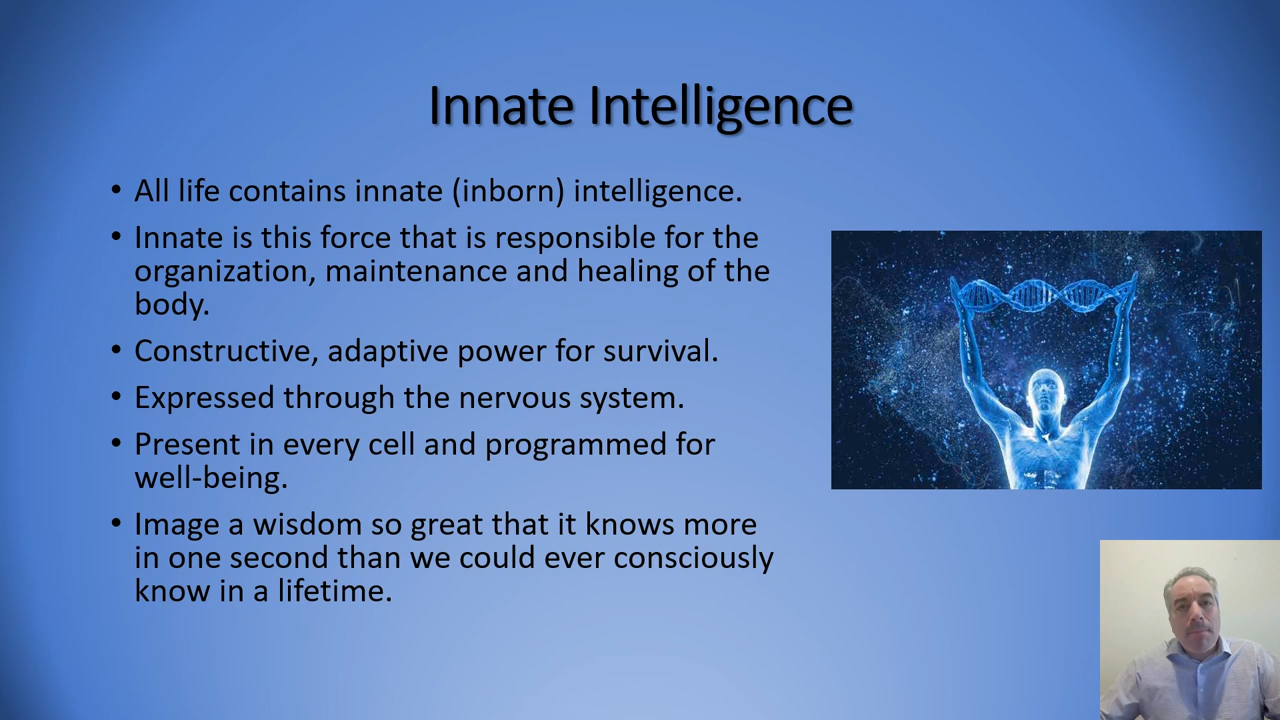 Innate Intelligence
• All life contains innate (inborn) intelligence.
• Innate is this force that is responsible for the
organization, maintenance and healing of the
body.
• Constructive, adaptive power for survival.
• Expressed through the nervous system.
• Present in every cell and programmed for
well-being.
• Image a wisdom so great that it knows more
in one second than we could ever consciously
know in a lifetime.